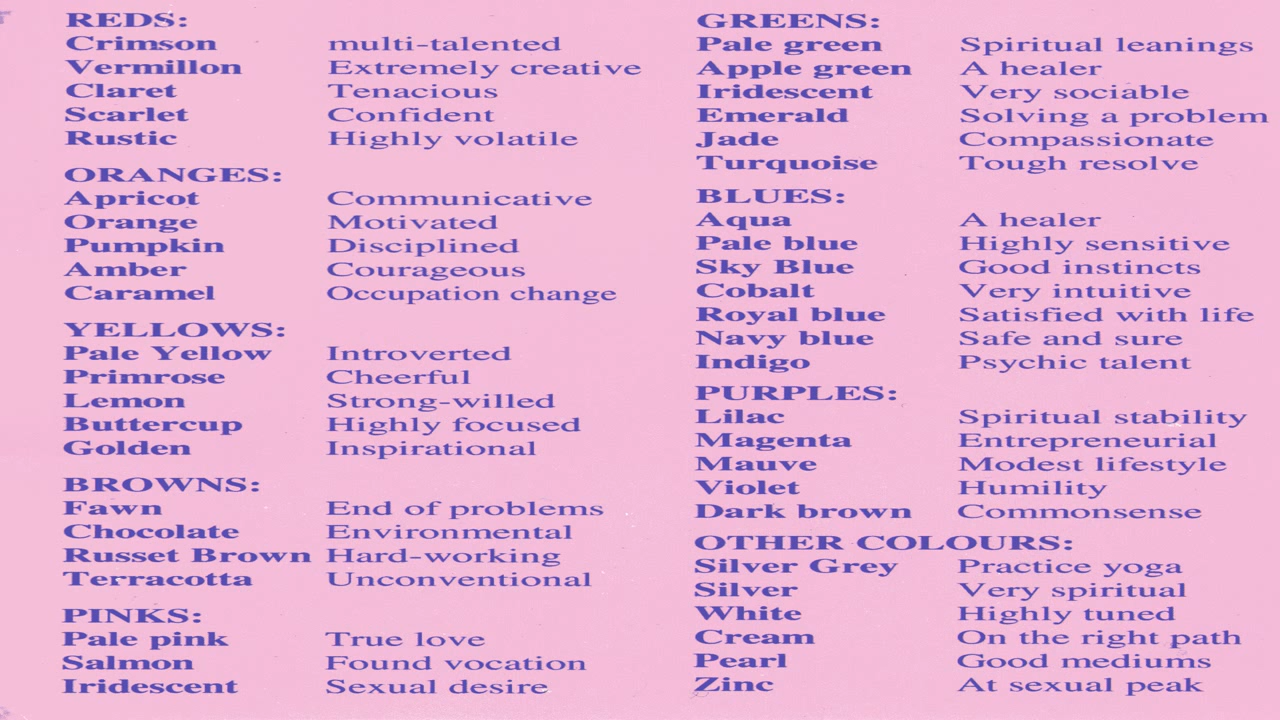 REDS:
Crimson multi-talented
Vermillon Extremely creative
Claret Tenacious
Scarlet Confident
Rustic Highly volatile
ORANGES:
Apricot Communicative
Orange Motivated
Pumpkin Disciplined
Amber Courageous
Caramel Occupation change
YELLOWS:
Pale Yellow Introverted
Primrose Cheerful
Lemon Strong-willed
Buttercup Highly focused
Golden Inspirational
BROWNS:
Fawn End of problems
Chocolate Environmental
Russet Brown Hard-working
Terracotta Unconventional
PINKS:
Pale pink True love
Salmon Found vocation
Iridescent Sexual desire
GREENS:
Pale green Spiritual leanings
Apple green A healer
Iridescent Very sociable
Emerald Solving a problem
Jade Compassionate
Turquoise Tough resolve
BLUES:
Aqua A healer
Pale blue Highly sensitive
Sky Blue Good instincts
Cobalt Very intuitive
Royal blue Satisfied with life
Navy blue Safe and sure
Indigo Psychic talent
PURPLES:
Lilac Spiritual stability
Magenta Entrepreneurial
Mauve Modest lifestyle
Violet Humility
Dark brown Commonsense
OTHER COLOURS:
Silver Grey Practice yoga
Silver Very spiritual
White Highly tuned
Cream On the right path
Pearl Good mediums
Zinc At sexual peak